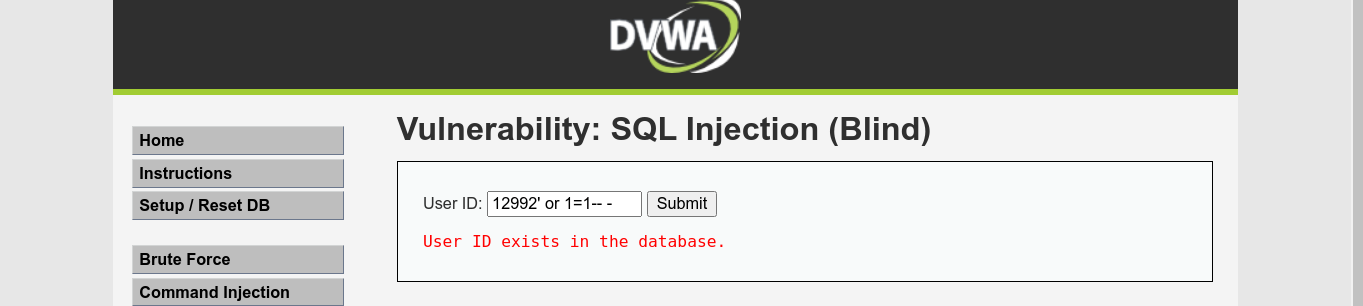 DVWA
Home
Instructions
Setup / Reset DB
Brute Force
Command Injection
Vulnerability: SQL Injection (Blind)
User ID: 12992' or 1=1-- - Submit
User ID exists in the database.